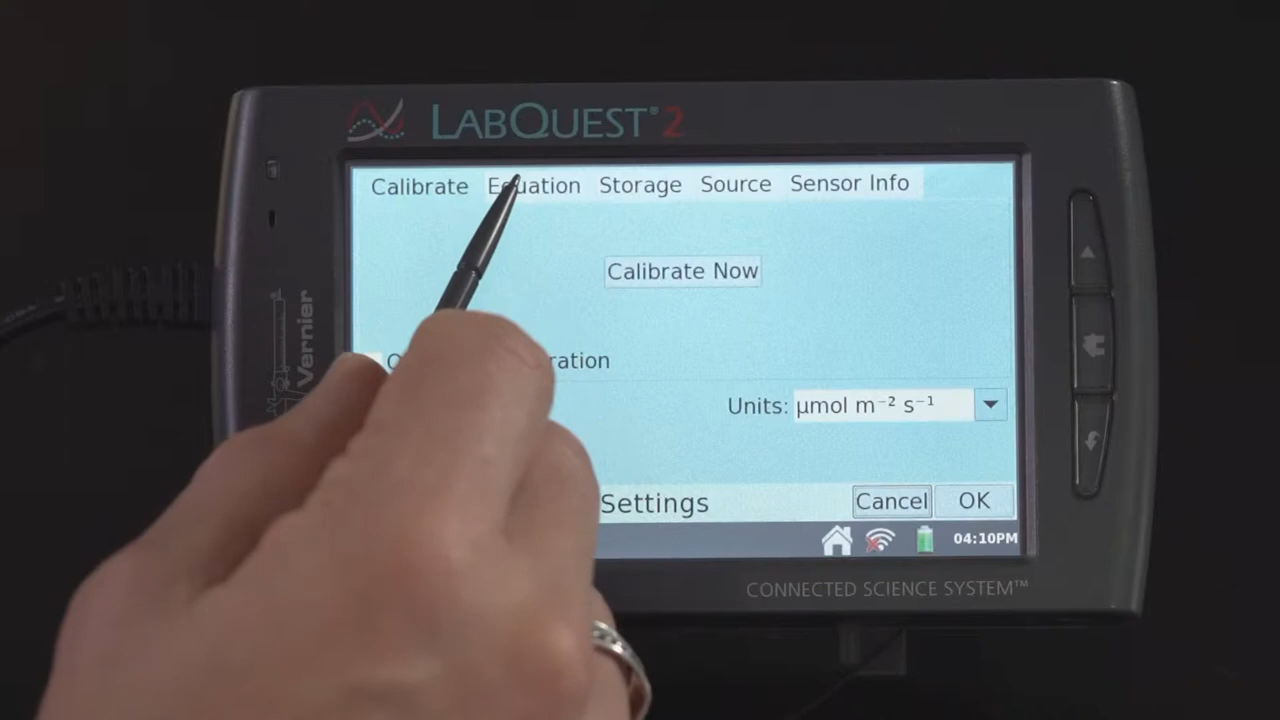 LABQUEST® 2
Calibrate Equation Storage Source Sensor Info
Calibrate Now
Units: µmol m⁻² s⁻¹
Settings Cancel OK
04:10PM
Vernier
CONNECTED SCIENCE SYSTEM™